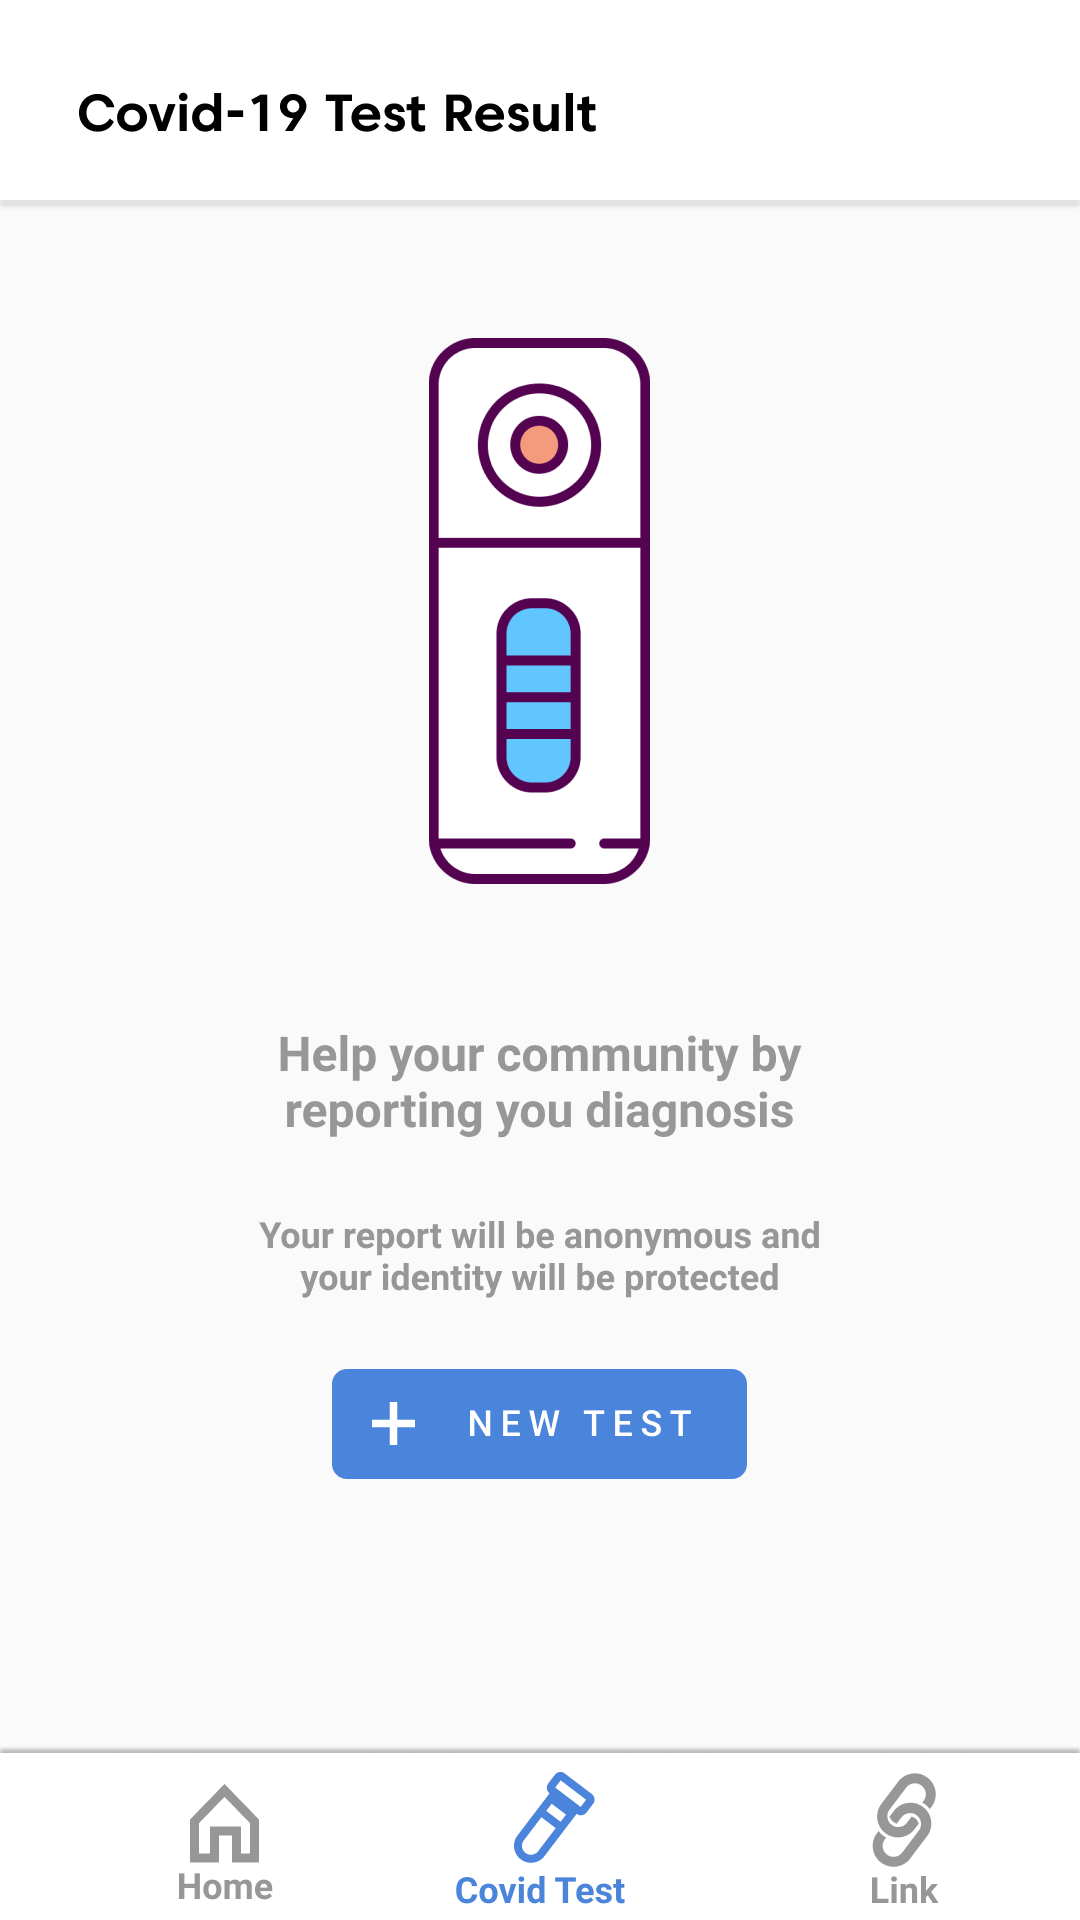 Covid-19 Test Result
Help your community by
reporting you diagnosis
Your report will be anonymous and
your identity will be protected
NEW TEST
Home
Covid Test
Link